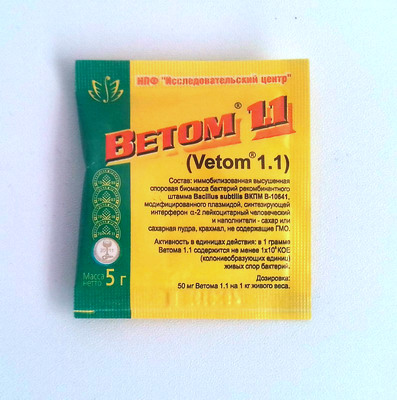 НПФ "Исследовательский центр"
ВЕТОМ® 1.1
(Vetom® 1.1)
Состав: иммобилизованная высушенная
споровая биомасса бактерий рекомбинантного
штамма Bacillus subtilis ВКПМ В-10641,
модифицированного плазмидой, синтезирующей
интерферон α-2 лейкоцитарный человеческий
и наполнители - сахар или
сахарная пудра, крахмал, не содержащие ГМО.
Активность в единицах действия: в 1 грамме
Ветома 1.1 содержится не менее 1х10⁶ КОЕ
(колониеобразующих единиц)
живых спор бактерий.
Дозировка:
50 мг Ветома 1.1 на 1 кг живого веса.
Масса
нетто 5 г